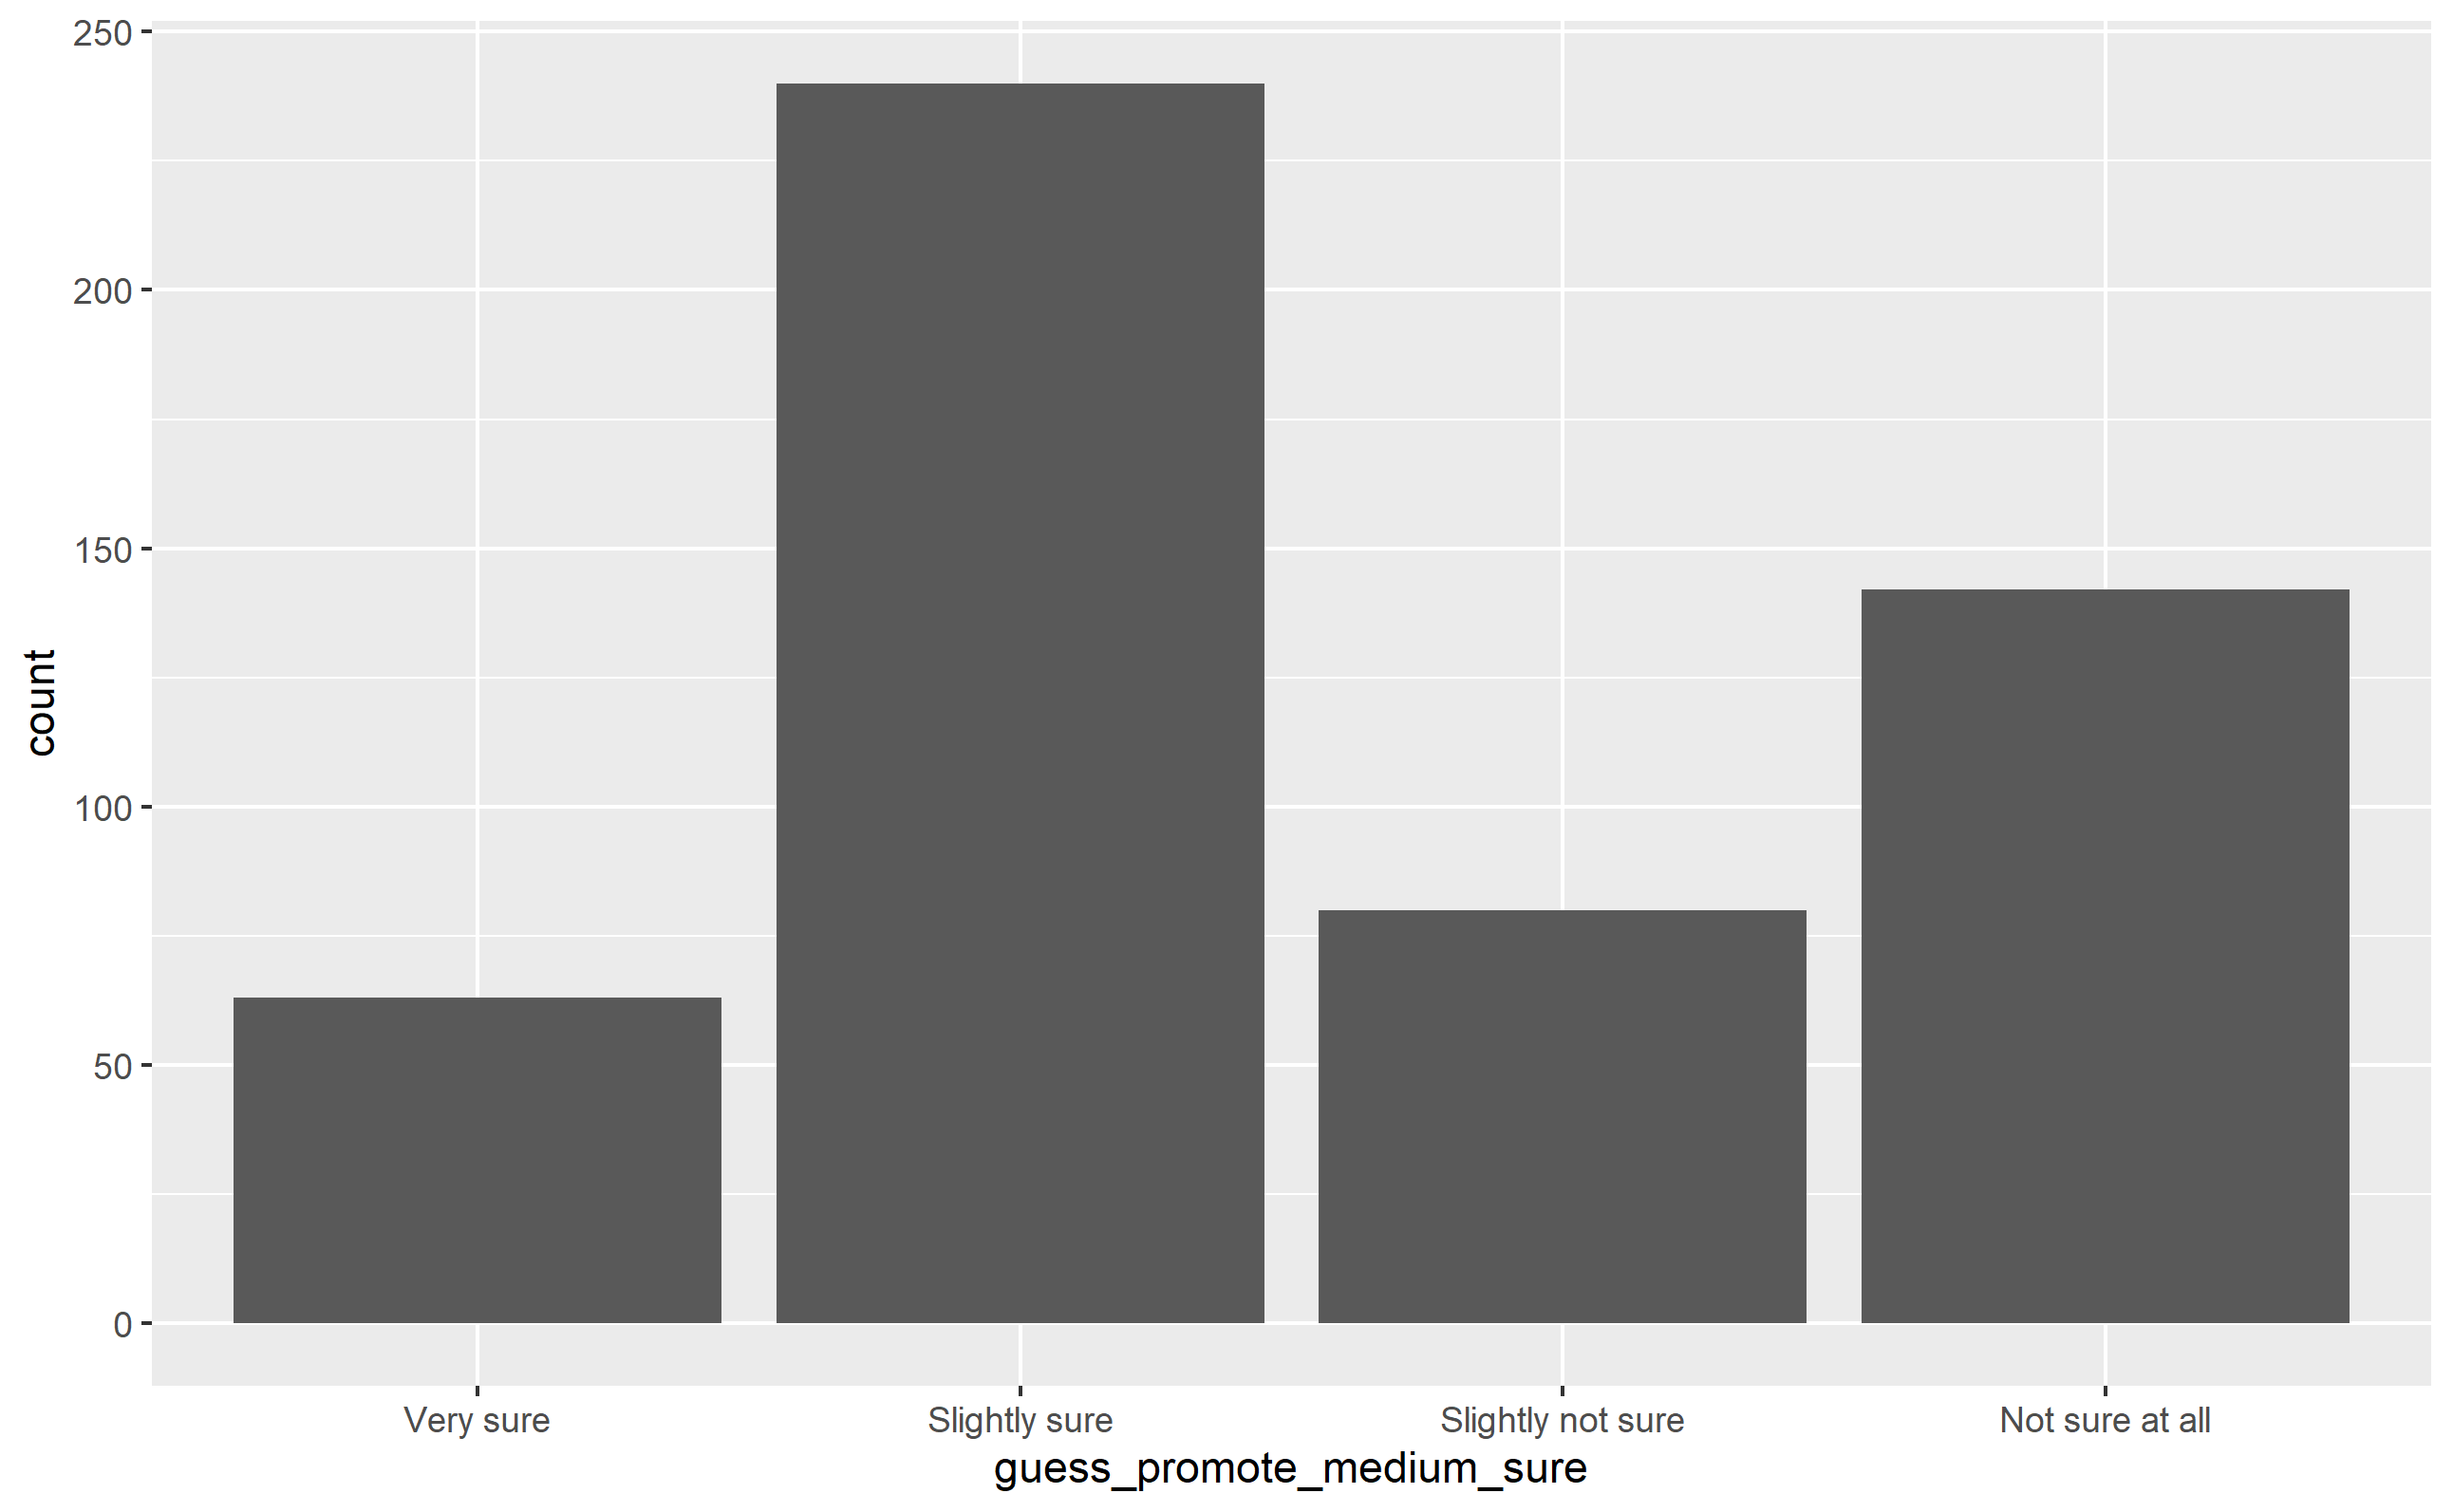 250
200
150
100
50
0
count
Very sure
Slightly sure
Slightly not sure
Not sure at all
guess_promote_medium_sure